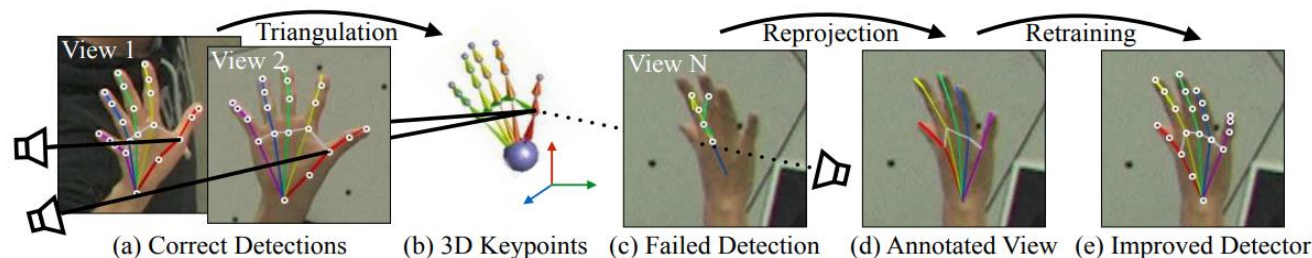 Triangulation
Reprojection
Retraining
View 1
View 2
View N
(a) Correct Detections
(b) 3D Keypoints
(c) Failed Detection
(d) Annotated View
(e) Improved Detector